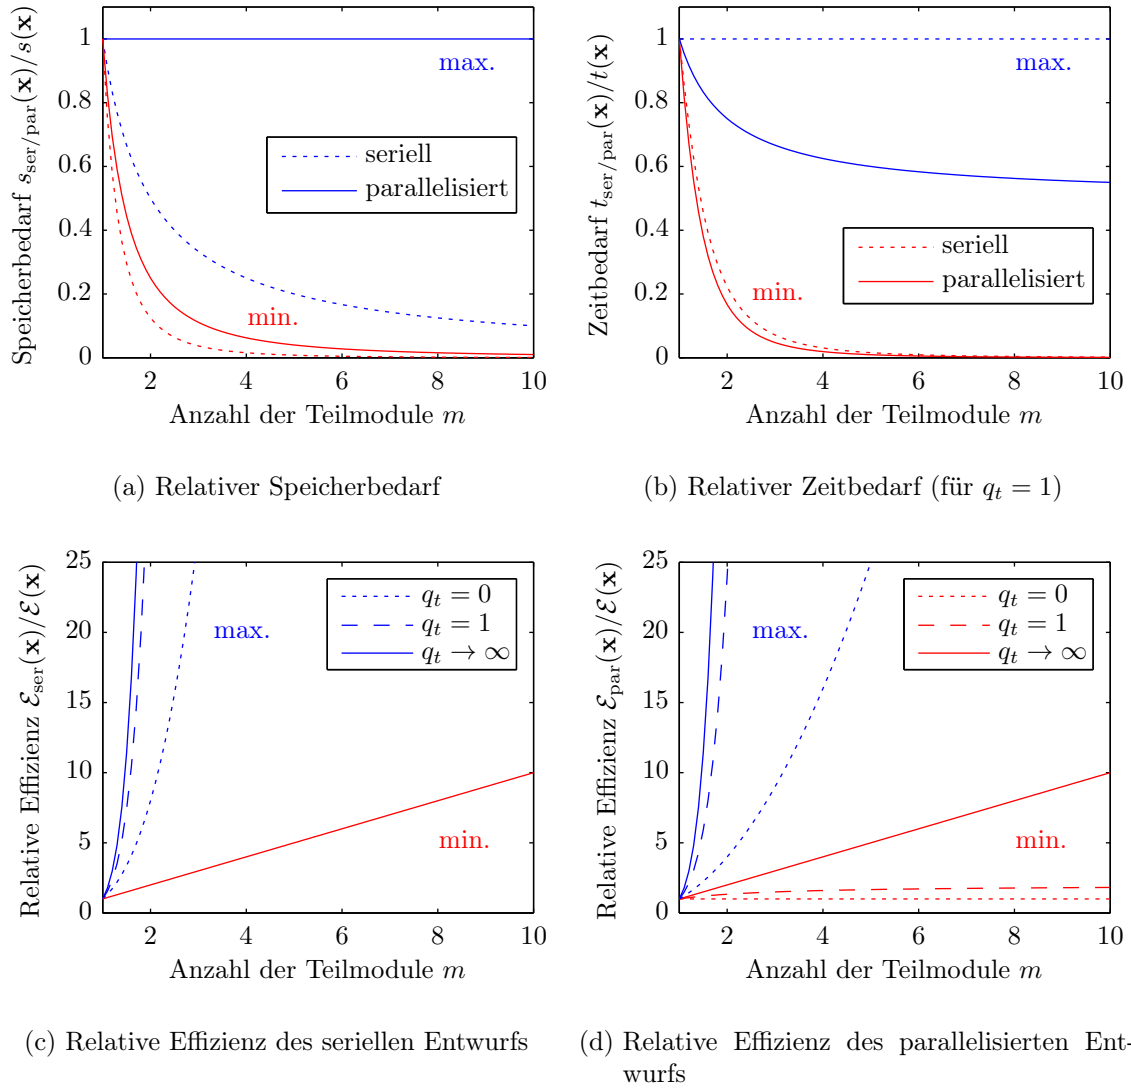 Speicherbedarf s_ser/par(x)/s(x)
1
0.8
0.6
0.4
0.2
0
max.
seriell
parallelisiert
min.
2 4 6 8 10
Anzahl der Teilmodule m
(a) Relativer Speicherbedarf
Zeitbedarf t_ser/par(x)/t(x)
1
0.8
0.6
0.4
0.2
0
max.
seriell
parallelisiert
min.
2 4 6 8 10
Anzahl der Teilmodule m
(b) Relativer Zeitbedarf (für q_t = 1)
Relative Effizienz ℰ_ser(x)/ℰ(x)
25
20
15
10
5
0
max.
q_t = 0
q_t = 1
q_t → ∞
min.
2 4 6 8 10
Anzahl der Teilmodule m
(c) Relative Effizienz des seriellen Entwurfs
Relative Effizienz ℰ_par(x)/ℰ(x)
25
20
15
10
5
0
max.
q_t = 0
q_t = 1
q_t → ∞
min.
2 4 6 8 10
Anzahl der Teilmodule m
(d) Relative Effizienz des parallelisierten Ent-
wurfs